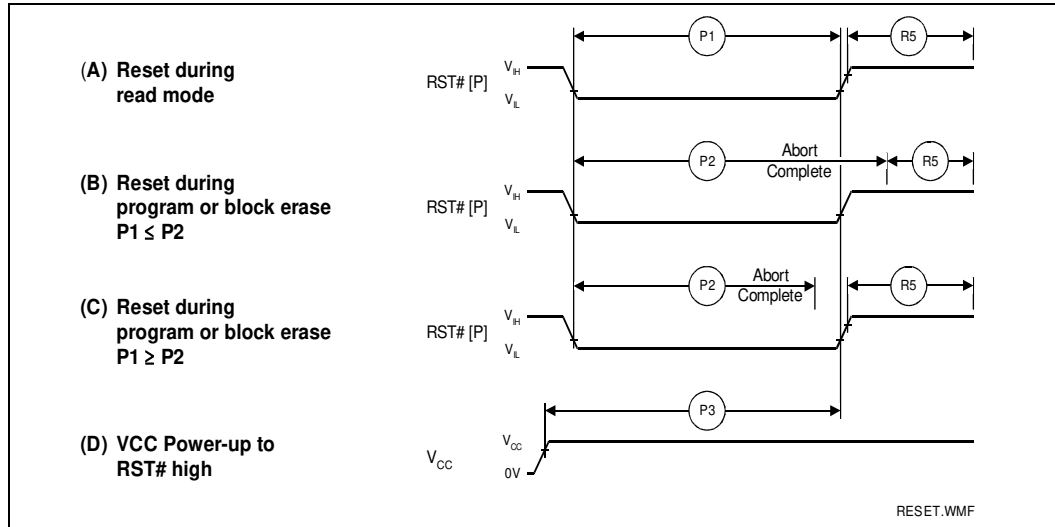 P1 R5
(A) Reset during
read mode
RST# [P]
VIH
VIL
P2 Abort
Complete
R5
(B) Reset during
program or block erase
P1 ≤ P2
RST# [P]
VIH
VIL
P2 Abort
Complete
R5
(C) Reset during
program or block erase
P1 ≥ P2
RST# [P]
VIH
VIL
P3
(D) VCC Power-up to
RST# high
VCC
VCC
0V
RESET.WMF